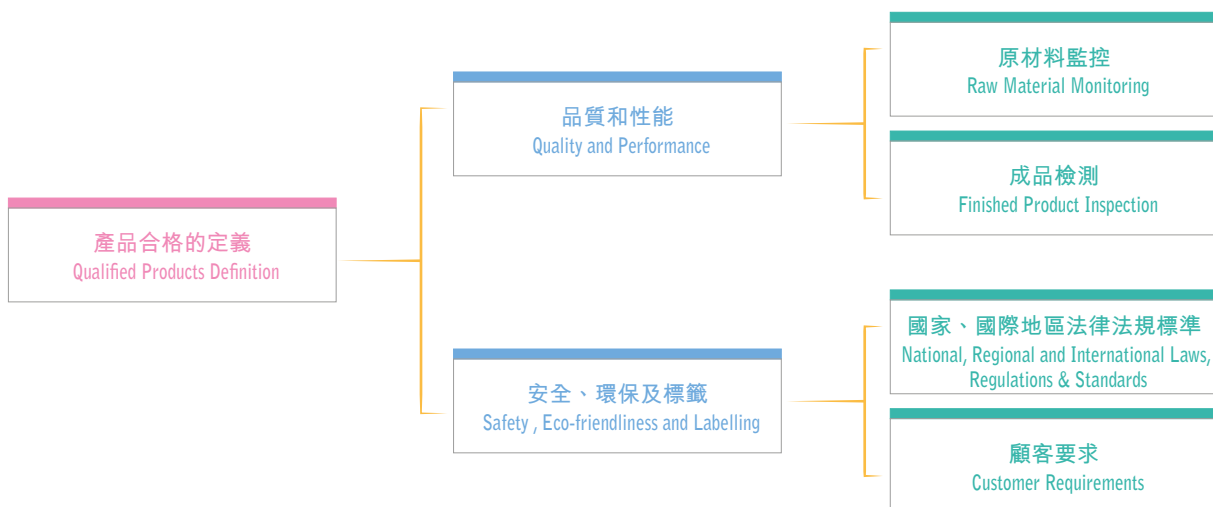 產品合格的定義
Qualified Products Definition
品質和性能
Quality and Performance
原材料監控
Raw Material Monitoring
成品檢測
Finished Product Inspection
安全、環保及標籤
Safety , Eco-friendliness and Labelling
國家、國際地區法律法規標準
National, Regional and International Laws,
Regulations & Standards
顧客要求
Customer Requirements